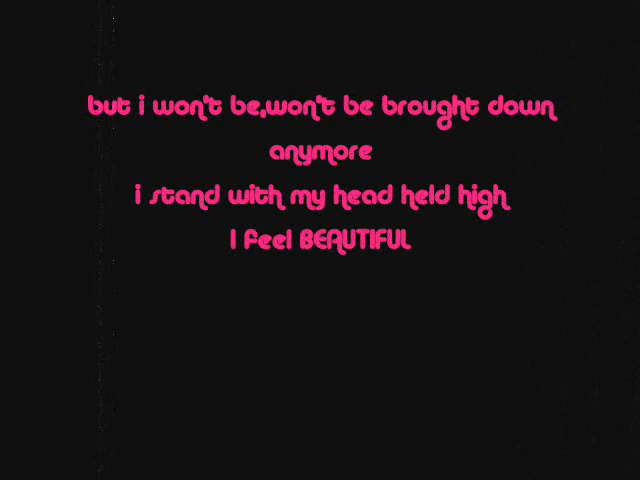 but i won't be,won't be brought down
anymore
i stand with my head held high
I feel BEAUTIFUL